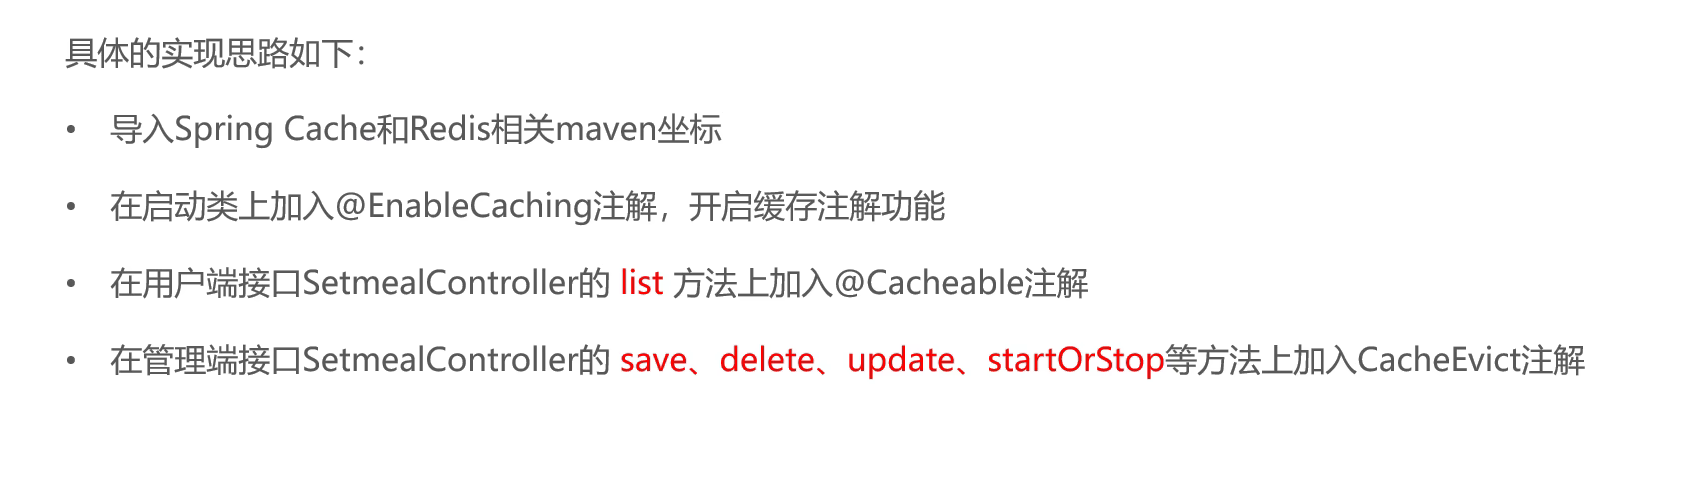 具体的实现思路如下：
• 导入Spring Cache和Redis相关maven坐标
• 在启动类上加入@EnableCaching注解，开启缓存注解功能
• 在用户端接口SetmealController的 list 方法上加入@Cacheable注解
• 在管理端接口SetmealController的 save、delete、update、startOrStop等方法上加入CacheEvict注解